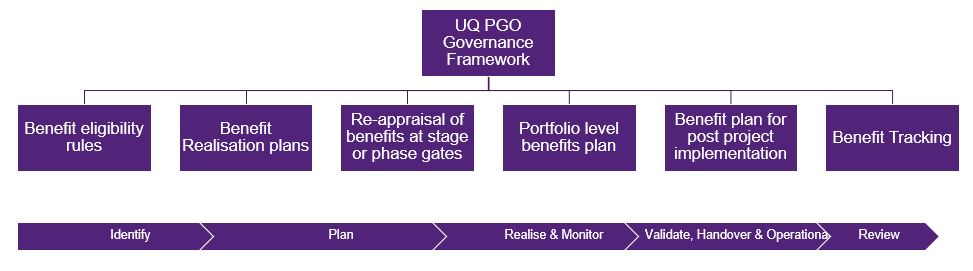 UQ PGO
Governance
Framework
Benefit eligibility
rules
Benefit
Realisation plans
Re-appraisal of
benefits at stage
or phase gates
Portfolio level
benefits plan
Benefit plan for
post project
implementation
Benefit Tracking
Identify
Plan
Realise & Monitor
Validate, Handover & Operationa
Review